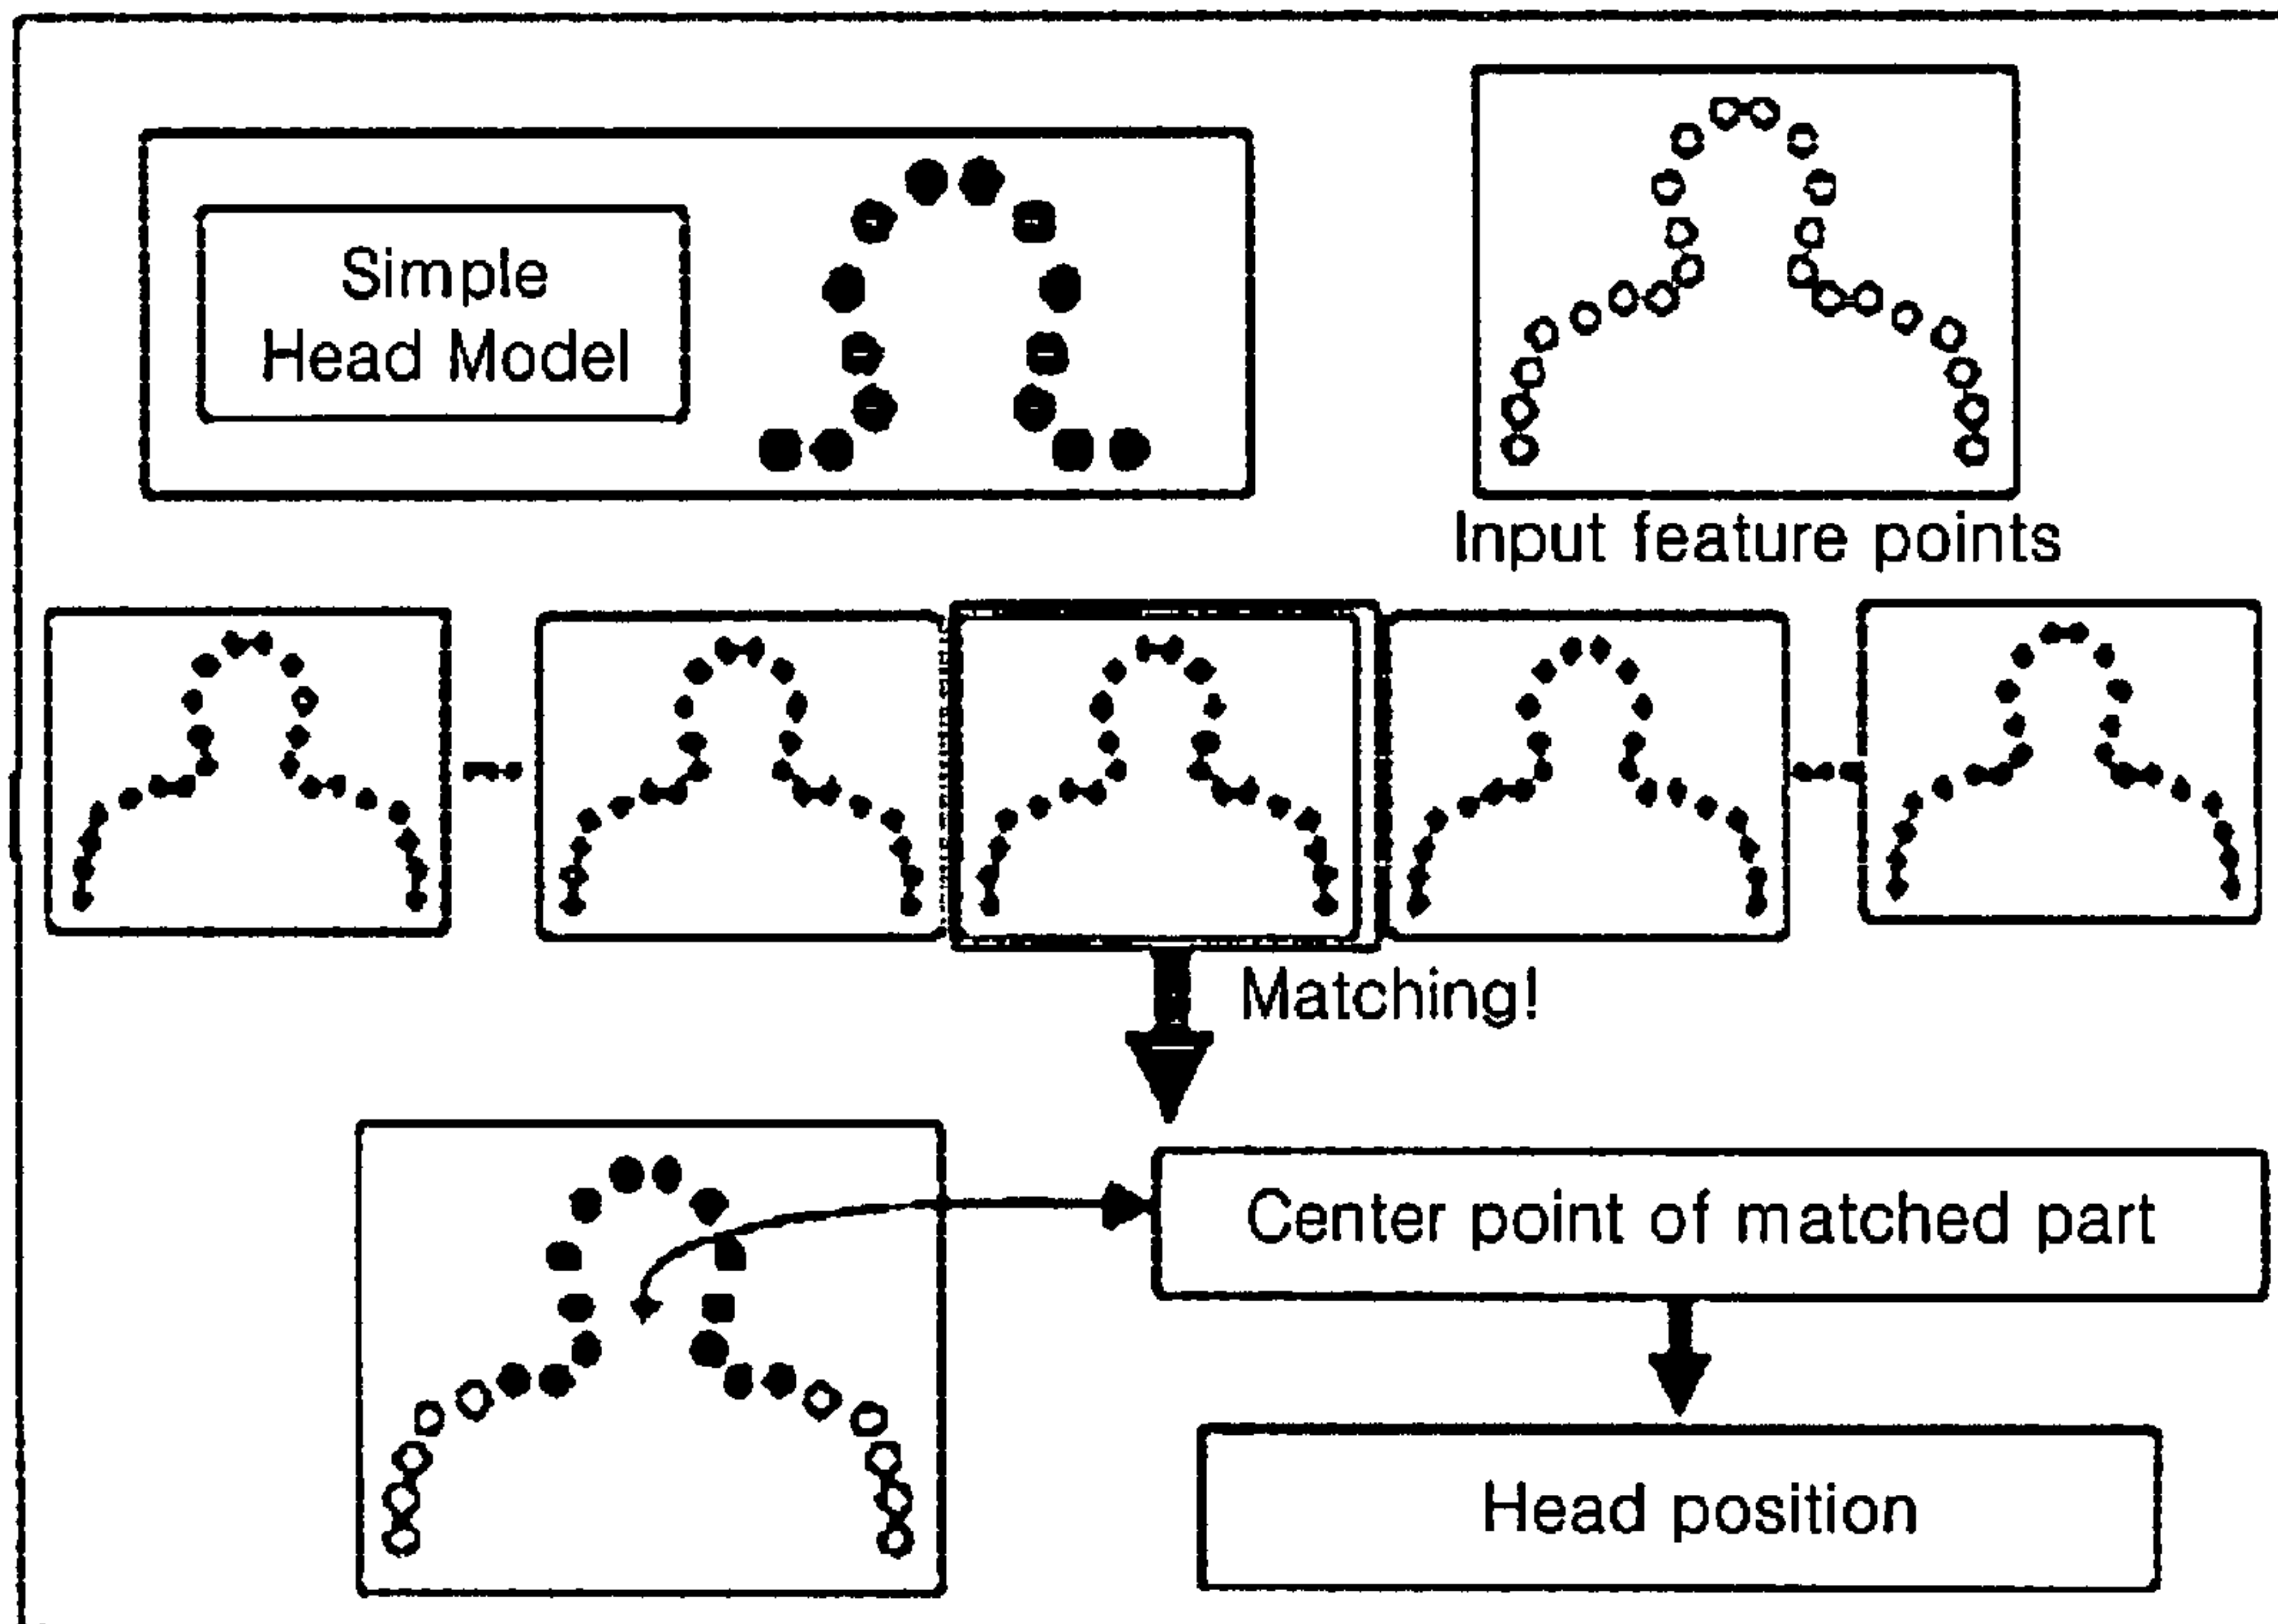 Simple
Head Model
Input feature points
Matching!
Center point of matched part
Head position